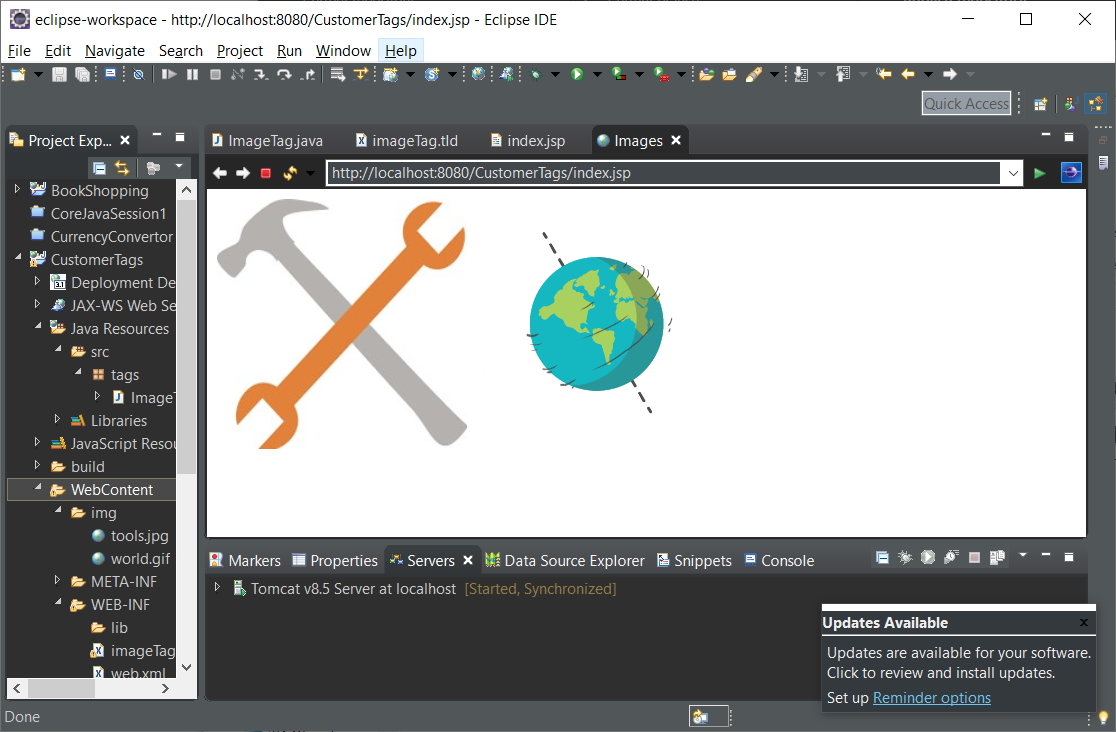 eclipse-workspace - http://localhost:8080/CustomerTags/index.jsp - Eclipse IDE
File Edit Navigate Search Project Run Window Help
Quick Access
Project Exp...
ImageTag.java imageTag.tld index.jsp Images
http://localhost:8080/CustomerTags/index.jsp
BookShopping
CoreJavaSession1
CurrencyConvertor
CustomerTags
Deployment De
JAX-WS Web Se
Java Resources
src
tags
ImageT
Libraries
JavaScript Resou
build
WebContent
img
tools.jpg
world.gif
META-INF
WEB-INF
lib
imageTag
web.xml
Markers Properties Servers Data Source Explorer Snippets Console
Tomcat v8.5 Server at localhost [Started, Synchronized]
Updates Available
Updates are available for your software.
Click to review and install updates.
Set up Reminder options
Done